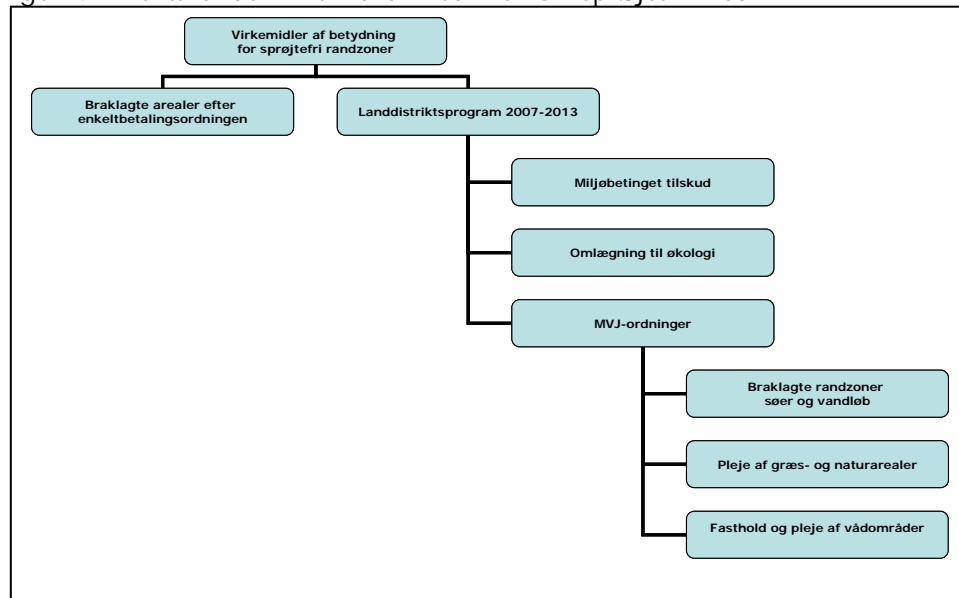 Virkemidler af betydning
for sprøjtefri randzoner
Braklagte arealer efter
enkeltbetalingsordningen
Landdistriktsprogram 2007-2013
Miljøbetinget tilskud
Omlægning til økologi
MVJ-ordninger
Braklagte randzoner
søer og vandløb
Pleje af græs- og naturarealer
Fasthold og pleje af vådområder